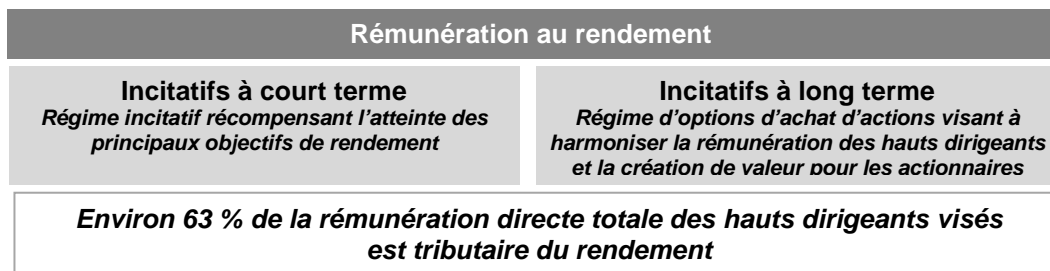 Rémunération au rendement
Incitatifs à court terme
Régime incitatif récompensant l'atteinte des
principaux objectifs de rendement
Incitatifs à long terme
Régime d'options d'achat d'actions visant à
harmoniser la rémunération des hauts dirigeants
et la création de valeur pour les actionnaires
Environ 63 % de la rémunération directe totale des hauts dirigeants visés
est tributaire du rendement